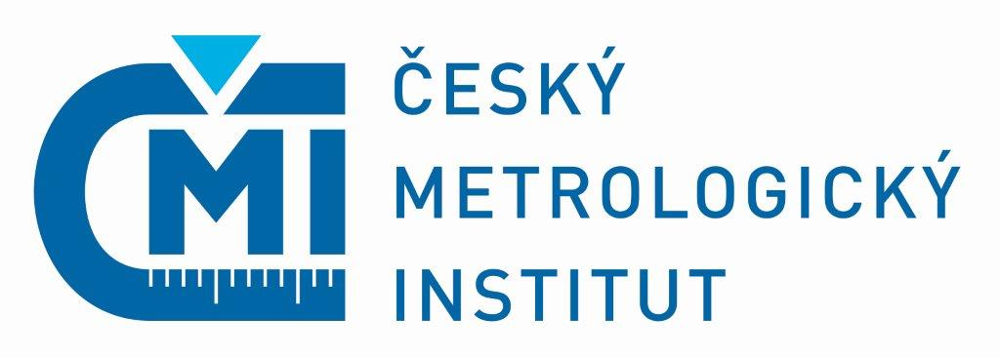 ČMI
ČESKÝ
METROLOGICKÝ
INSTITUT